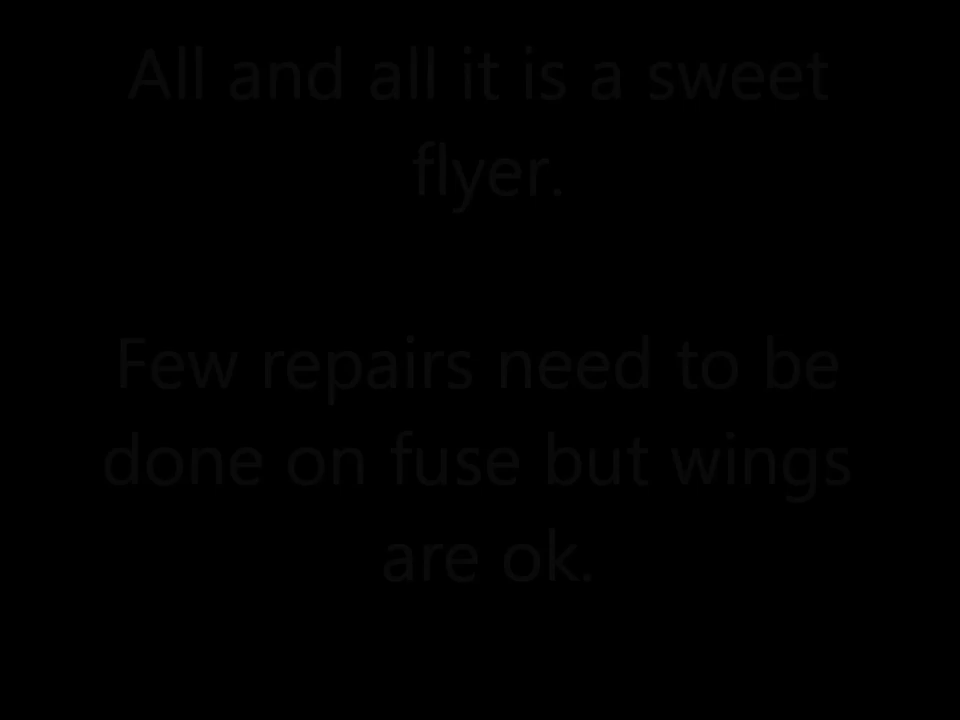 All and all it is a sweet
flyer.
Few repairs need to be
done on fuse but wings
are ok.